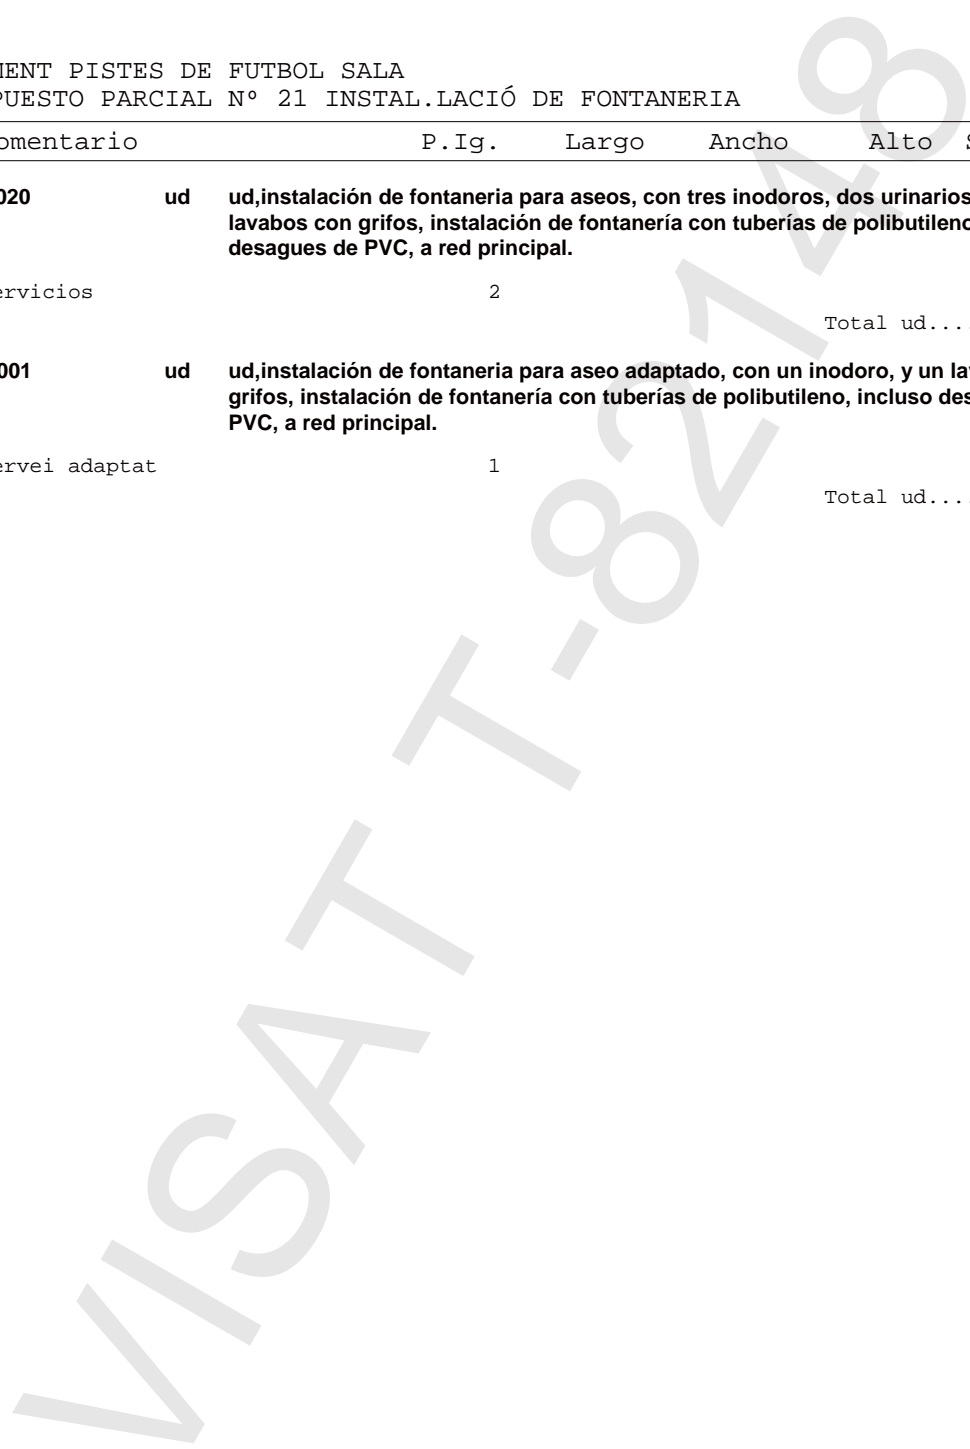 MENT PISTES DE FUTBOL SALA
PUESTO PARCIAL Nº 21 INSTAL.LACIÓ DE FONTANERIA
omentario P.Ig. Largo Ancho Alto S
020 ud ud,instalación de fontaneria para aseos, con tres inodoros, dos urinarios
lavabos con grifos, instalación de fontanería con tuberías de polibutileno
desagues de PVC, a red principal.
ervicios 2
Total ud....
001 ud ud,instalación de fontaneria para aseo adaptado, con un inodoro, y un lav
grifos, instalación de fontanería con tuberías de polibutileno, incluso des
PVC, a red principal.
ervei adaptat 1
Total ud....
VISAT T-82148